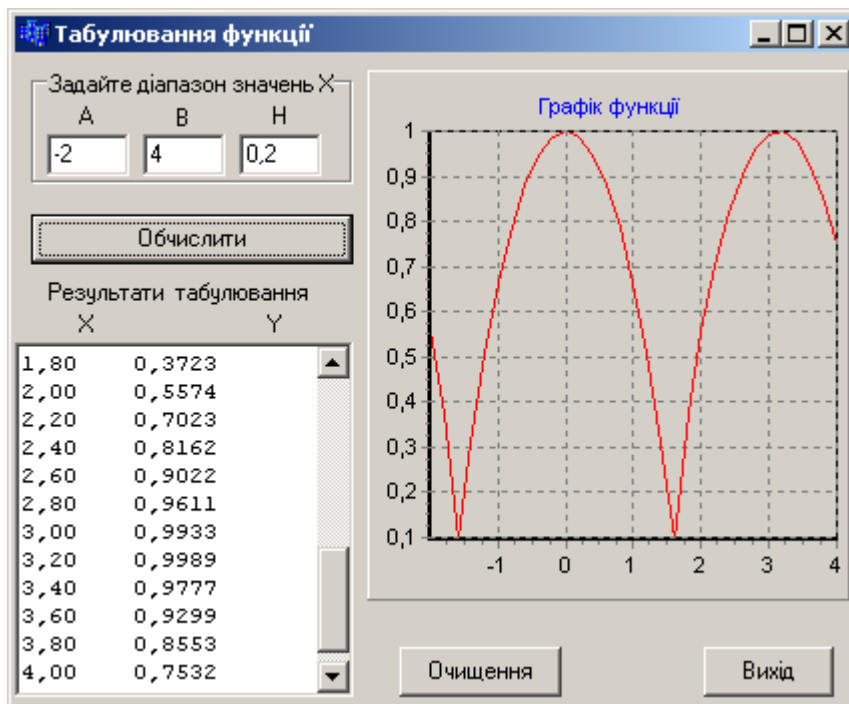 Табулювання функції
Задайте діапазон значень X
A B H
-2 4 0,2
Обчислити
Результати табулювання
X Y
1,80 0,3723
2,00 0,5574
2,20 0,7023
2,40 0,8162
2,60 0,9022
2,80 0,9611
3,00 0,9933
3,20 0,9989
3,40 0,9777
3,60 0,9299
3,80 0,8553
4,00 0,7532
Графік функції
1
0,9
0,8
0,7
0,6
0,5
0,4
0,3
0,2
0,1
-1 0 1 2 3 4
Очищення
Вихід